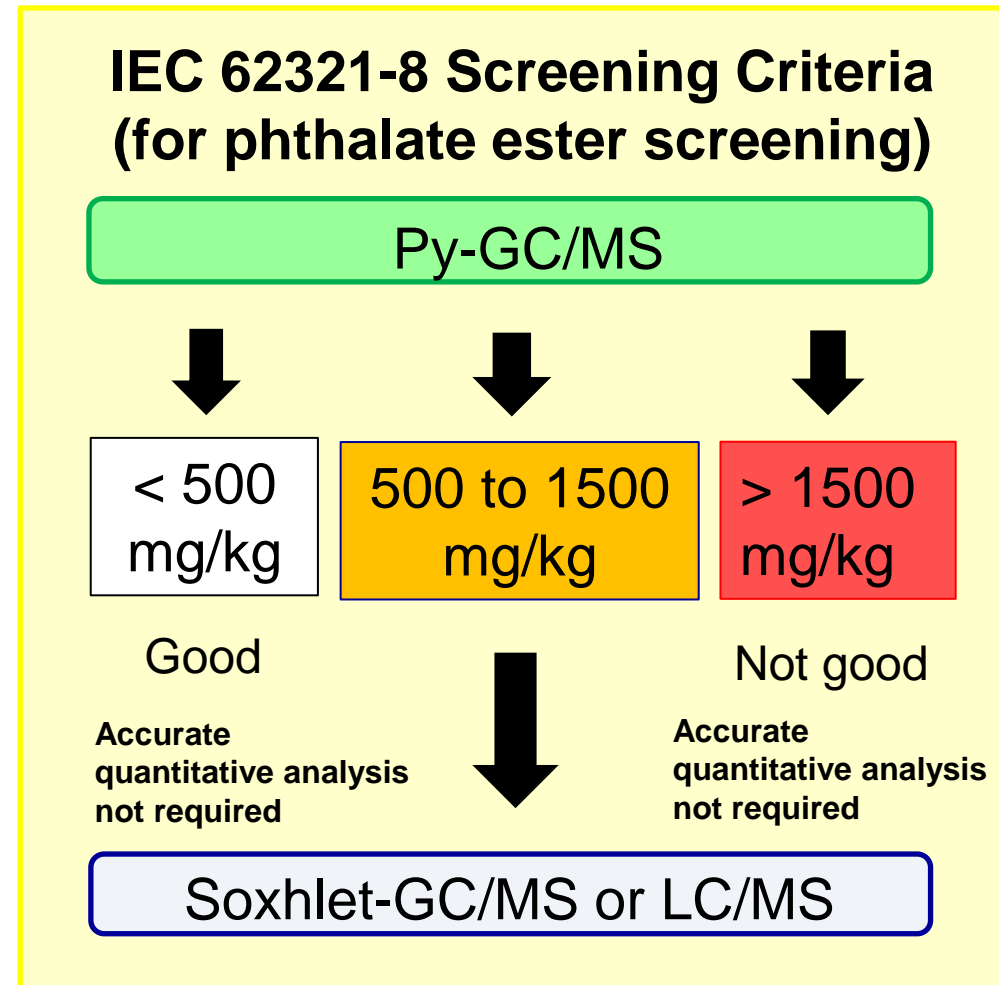 IEC 62321-8 Screening Criteria
(for phthalate ester screening)
Py-GC/MS
< 500
mg/kg
500 to 1500
mg/kg
> 1500
mg/kg
Good
Not good
Accurate
quantitative analysis
not required
Accurate
quantitative analysis
not required
Soxhlet-GC/MS or LC/MS